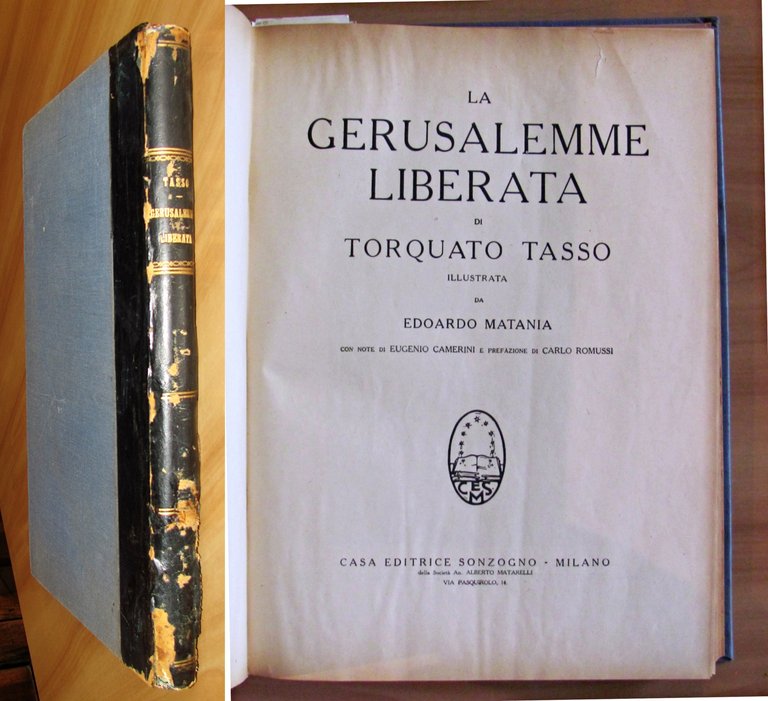 TASSO
GERUSALEMME
LIBERATA
LA
GERUSALEMME
LIBERATA
DI
TORQUATO TASSO
ILLUSTRATA
DA
EDOARDO MATANIA
CON NOTE DI EUGENIO CAMERINI E PREFAZIONE DI CARLO ROMUSSI
CEMS
CASA EDITRICE SONZOGNO - MILANO
della Società An. ALBERTO MATARELLI
VIA PASQUIROLO, 14.